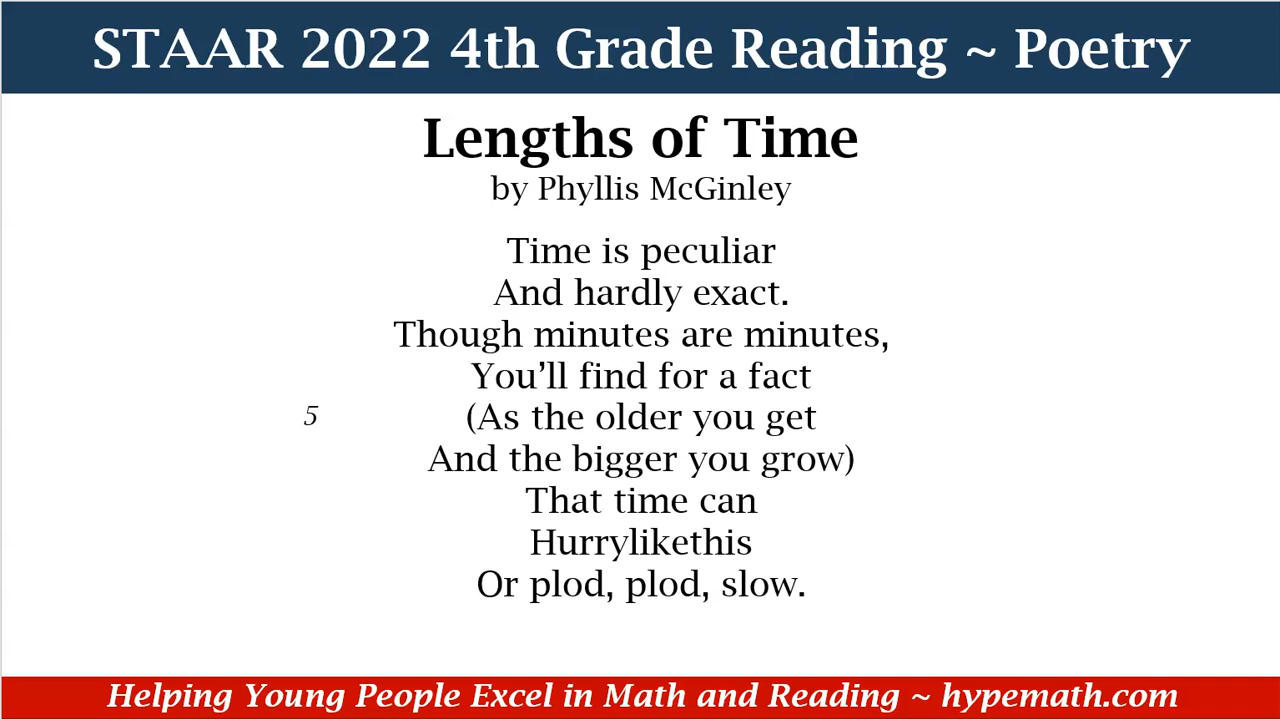 STAAR 2022 4th Grade Reading ~ Poetry
Lengths of Time
by Phyllis McGinley
Time is peculiar
And hardly exact.
Though minutes are minutes,
You’ll find for a fact
5 (As the older you get
And the bigger you grow)
That time can
Hurrylikethis
Or plod, plod, slow.
Helping Young People Excel in Math and Reading ~ hypemath.com